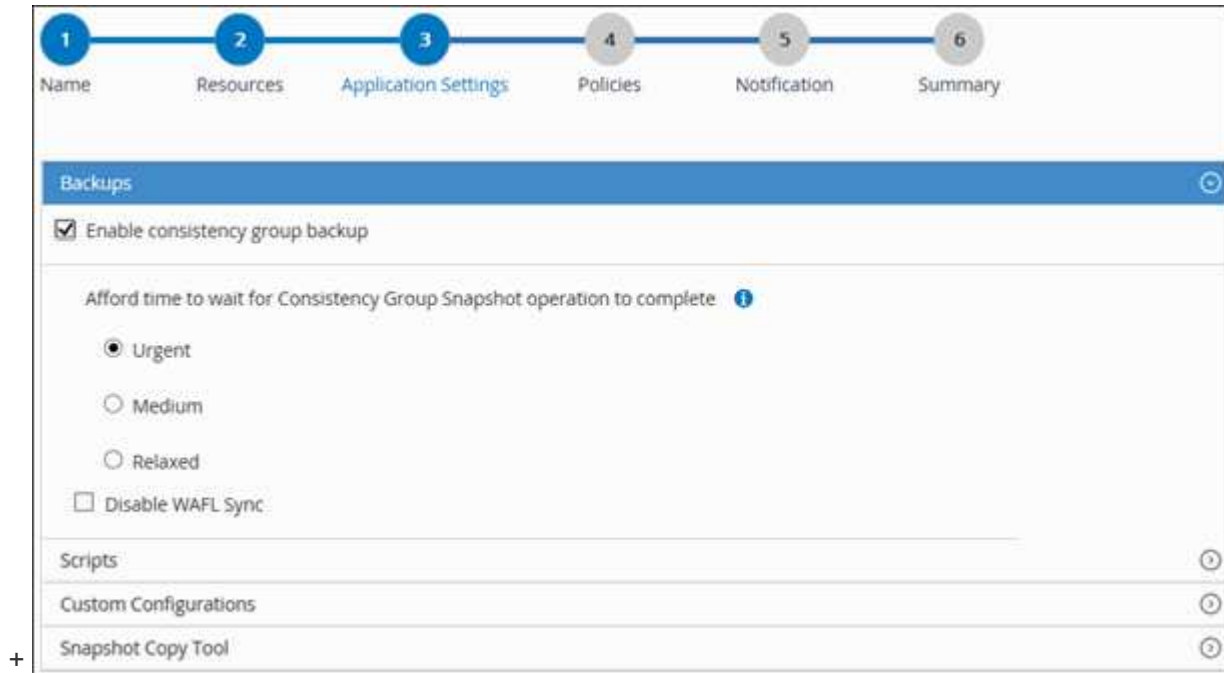 1 2 3 4 5 6
Name Resources Application Settings Policies Notification Summary
Backups
Enable consistency group backup
Afford time to wait for Consistency Group Snapshot operation to complete
Urgent
Medium
Relaxed
Disable WAFL Sync
Scripts
Custom Configurations
Snapshot Copy Tool
+